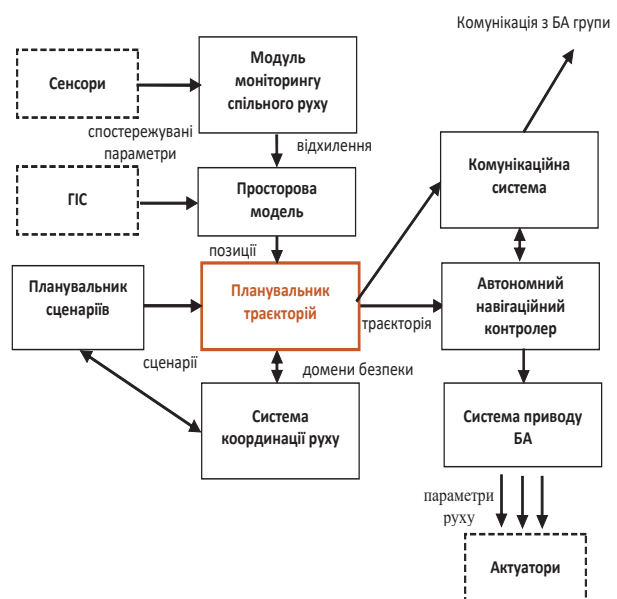 Комунікація з БА групи
Модуль
моніторингу
спільного руху
Сенсори
спостережувані
параметри
відхилення
Комунікаційна
система
ГІС
Просторова
модель
позиції
Планувальник
сценаріїв
Планувальник
траєкторій
Автономний
навігаційний
контролер
траєкторія
сценарії
домени безпеки
Система
координації руху
Система приводу
БА
параметри
руху
Актуатори